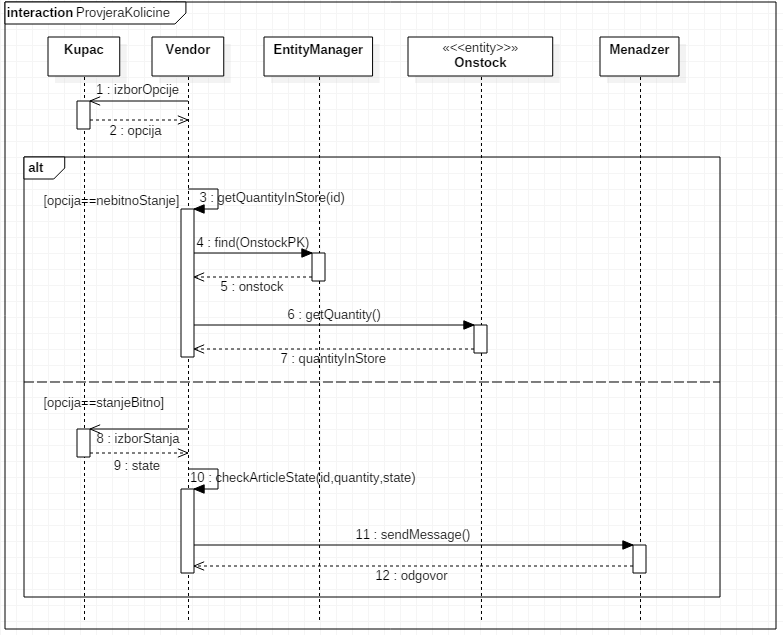 interaction ProvjeraKolicine
Kupac
Vendor
EntityManager
«<<entity>>»
Onstock
Menadzer
1 : izborOpcije
2 : opcija
alt
[opcija==nebitnoStanje]
3 : getQuantityInStore(id)
4 : find(OnstockPK)
5 : onstock
6 : getQuantity()
7 : quantityInStore
[opcija==stanjeBitno]
8 : izborStanja
9 : state
10 : checkArticleState(id,quantity,state)
11 : sendMessage()
12 : odgovor